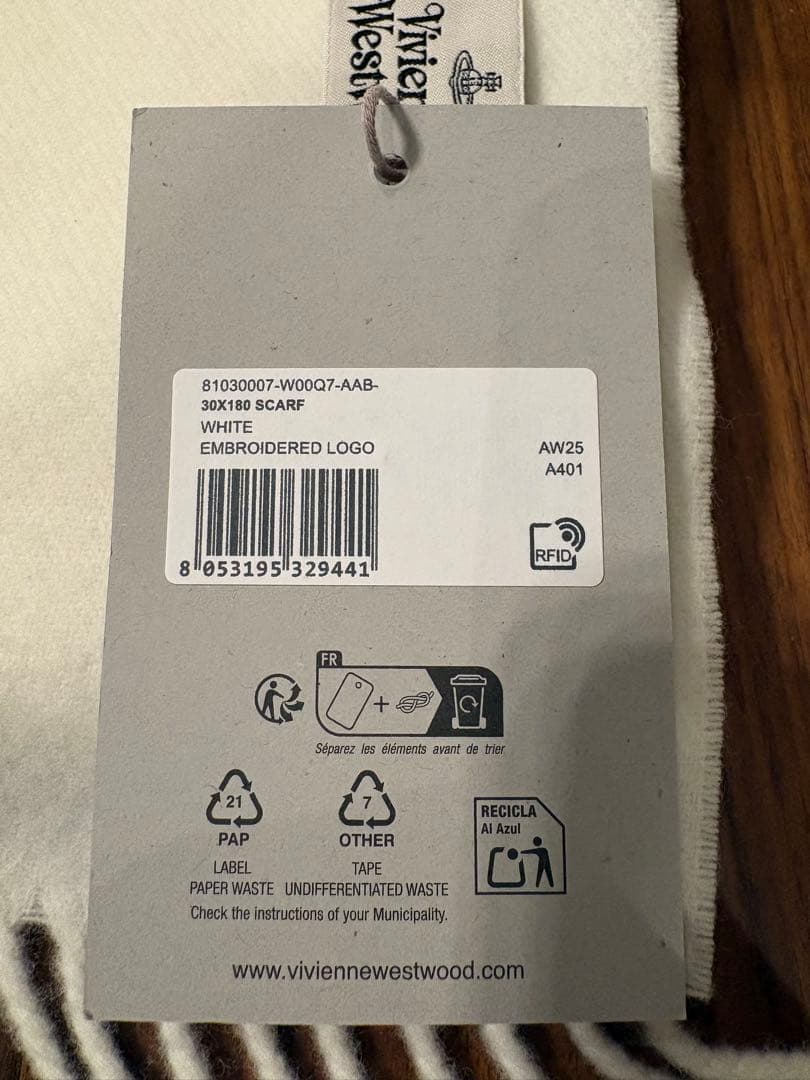 81030007-W00Q7-AAB-
30X180 SCARF
WHITE
EMBROIDERED LOGO
AW25
A401
8 053195 329441
RFID
FR
+
Séparez les éléments avant de trier
21
PAP
LABEL
PAPER WASTE
7
OTHER
TAPE
UNDIFFERENTIATED WASTE
RECICLA
Al Azul
Check the instructions of your Municipality.
www.viviennewestwood.com